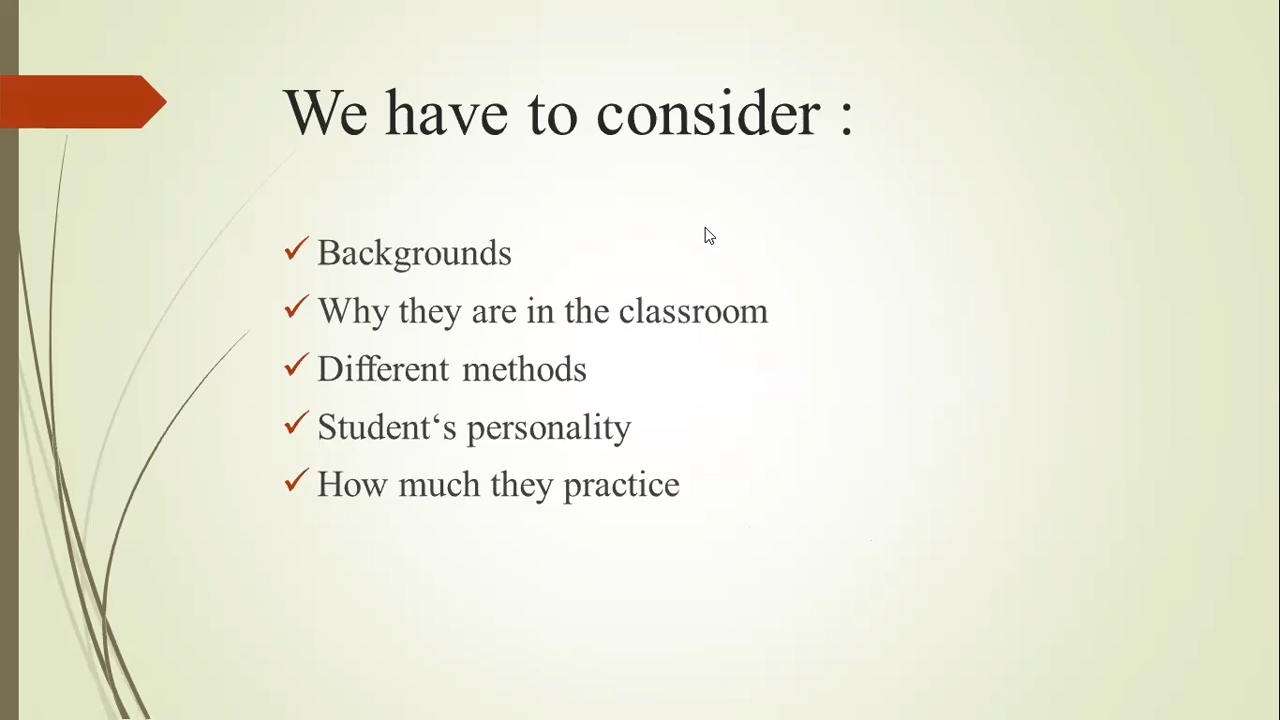 We have to consider :
✓ Backgrounds
✓ Why they are in the classroom
✓ Different methods
✓ Student‘s personality
✓ How much they practice